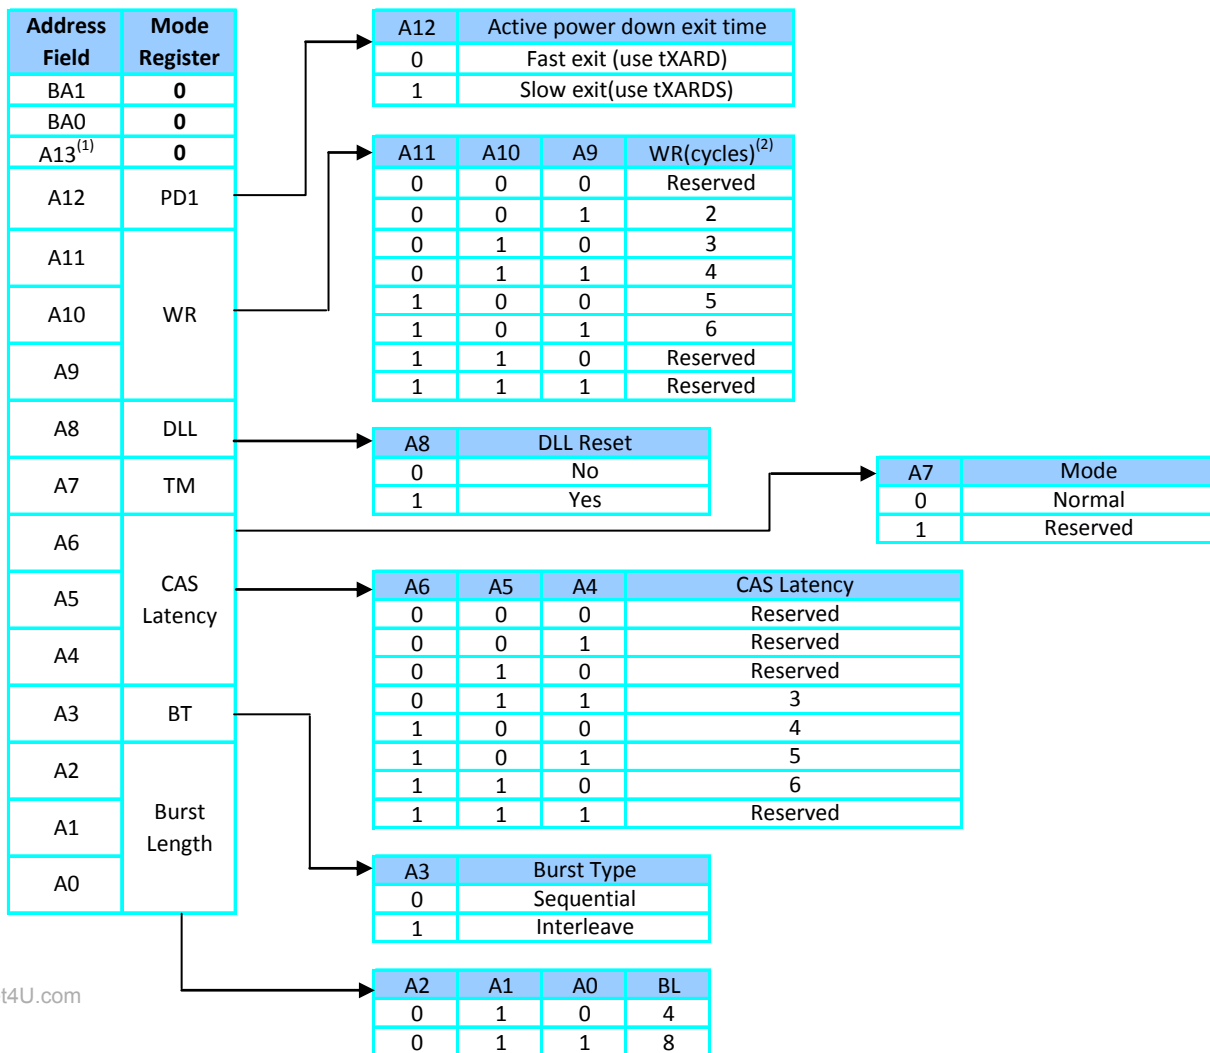 Address Field Mode Register
BA1 0
BA0 0
A13(1) 0
A12 PD1
A11
A10 WR
A9
A8 DLL
A7 TM
A6
A5 CAS Latency
A4
A3 BT
A2
A1 Burst Length
A0
A12 Active power down exit time
0 Fast exit (use tXARD)
1 Slow exit(use tXARDS)
A11 A10 A9 WR(cycles)(2)
0 0 0 Reserved
0 0 1 2
0 1 0 3
0 1 1 4
1 0 0 5
1 0 1 6
1 1 0 Reserved
1 1 1 Reserved
A8 DLL Reset
0 No
1 Yes
A7 Mode
0 Normal
1 Reserved
A6 A5 A4 CAS Latency
0 0 0 Reserved
0 0 1 Reserved
0 1 0 Reserved
0 1 1 3
1 0 0 4
1 0 1 5
1 1 0 6
1 1 1 Reserved
A3 Burst Type
0 Sequential
1 Interleave
A2 A1 A0 BL
0 1 0 4
0 1 1 8
t4U.com